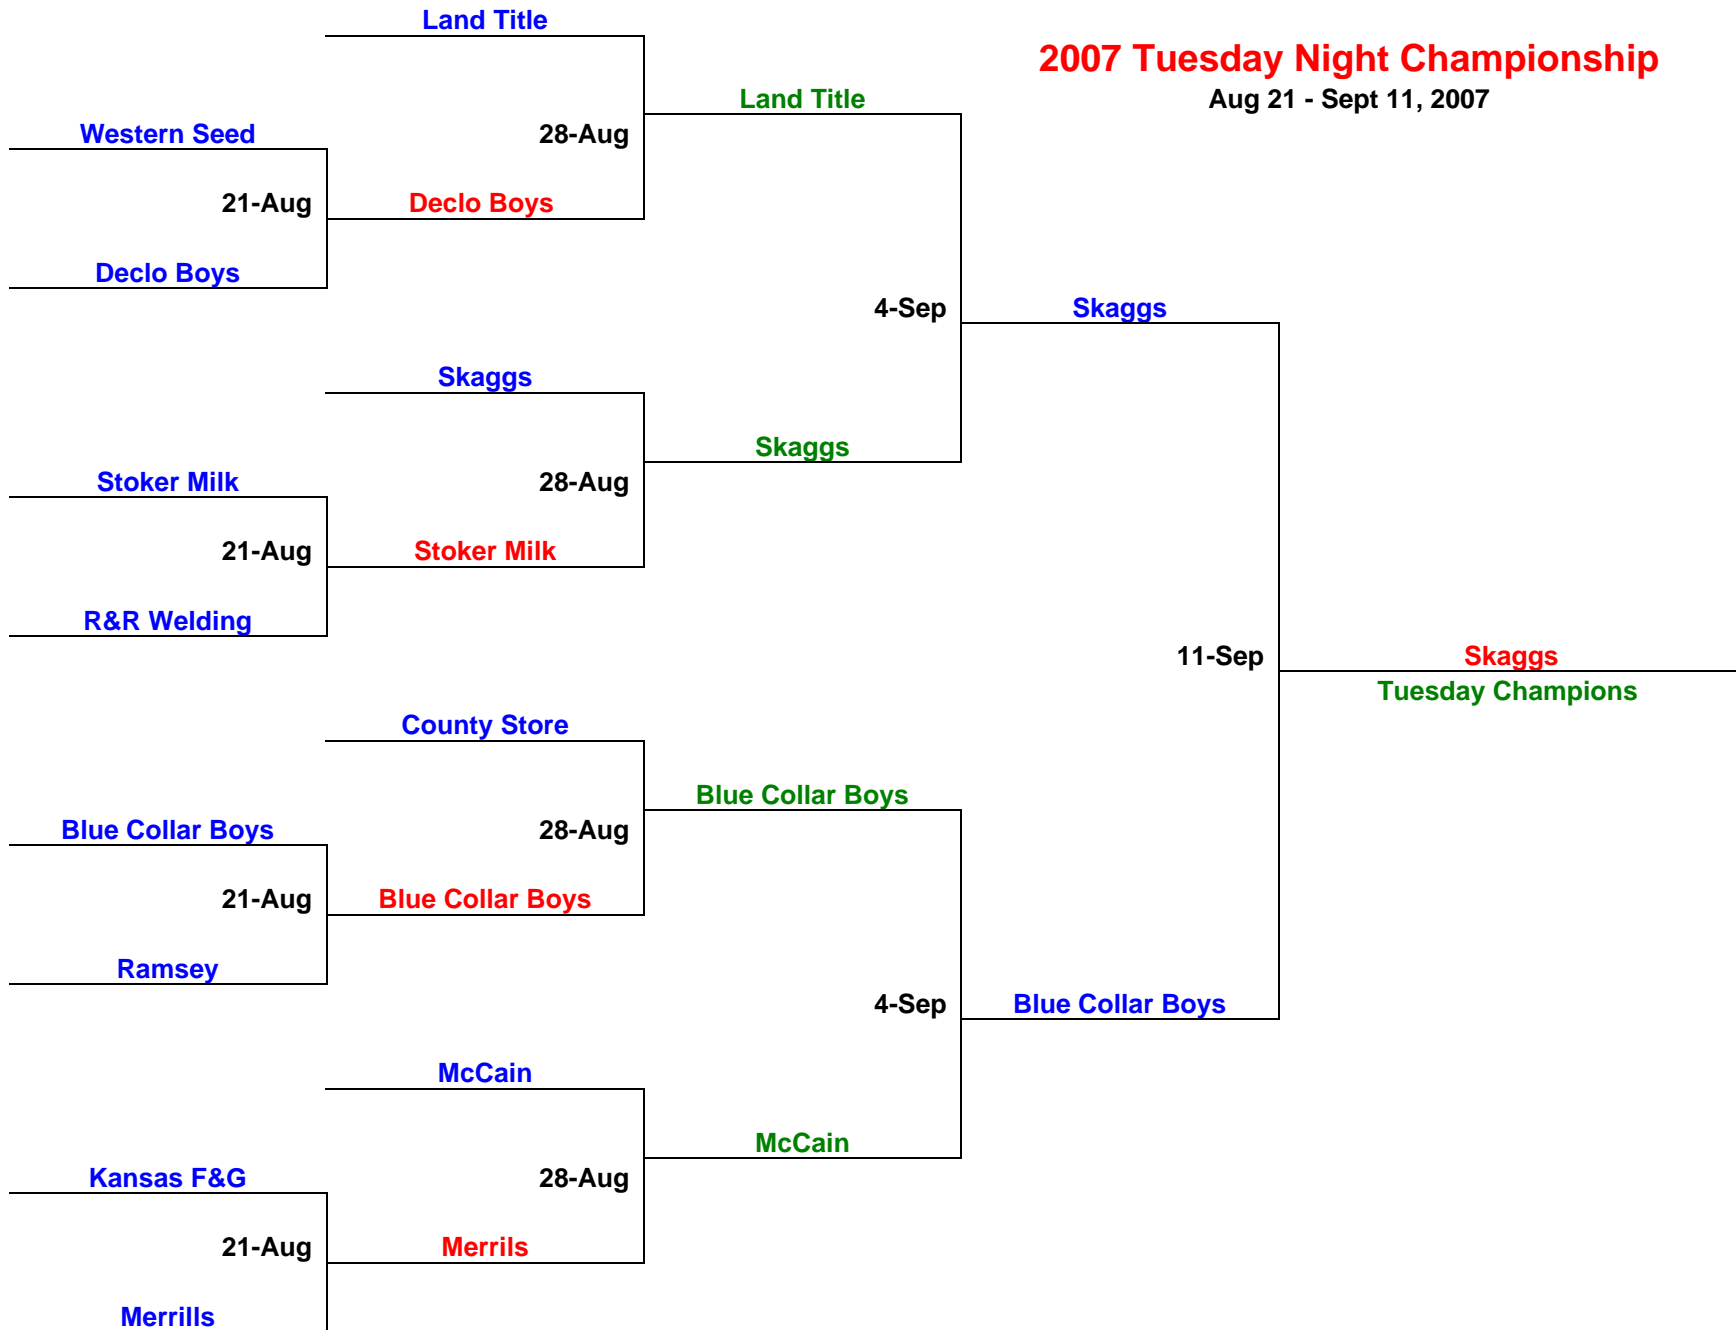 Land Title
2007 Tuesday Night Championship
Land Title
Aug 21 - Sept 11, 2007
Western Seed
28-Aug
21-Aug
Declo Boys
Declo Boys
4-Sep
Skaggs
Skaggs
Skaggs
Stoker Milk
28-Aug
21-Aug
Stoker Milk
R&R Welding
11-Sep
Skaggs
Tuesday Champions
County Store
Blue Collar Boys
Blue Collar Boys
28-Aug
21-Aug
Blue Collar Boys
Ramsey
4-Sep
Blue Collar Boys
McCain
McCain
Kansas F&G
28-Aug
21-Aug
Merrils
Merrills